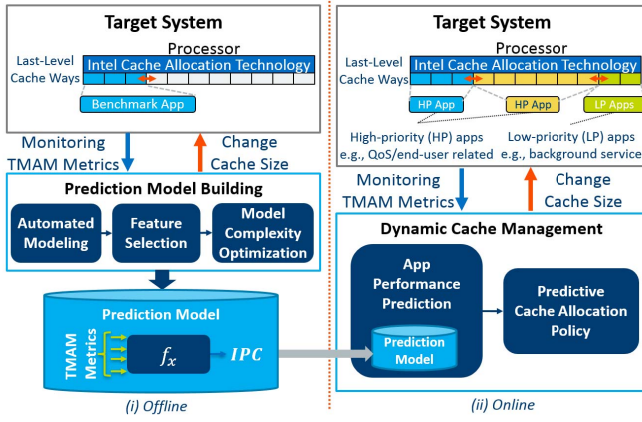 Target System
Processor
Last-Level
Cache Ways
Intel Cache Allocation Technology
Benchmark App
Monitoring
TMAM Metrics
Change
Cache Size
Prediction Model Building
Automated
Modeling
Feature
Selection
Model
Complexity
Optimization
Prediction Model
TMAM
Metrics
fx
IPC
(i) Offline
Target System
Processor
Last-Level
Cache Ways
Intel Cache Allocation Technology
HP App
HP App
LP Apps
High-priority (HP) apps
e.g., QoS/end-user related
Low-priority (LP) apps
e.g., background service
Monitoring
TMAM Metrics
Change
Cache Size
Dynamic Cache Management
App
Performance
Prediction
Prediction
Model
Predictive
Cache Allocation
Policy
(ii) Online